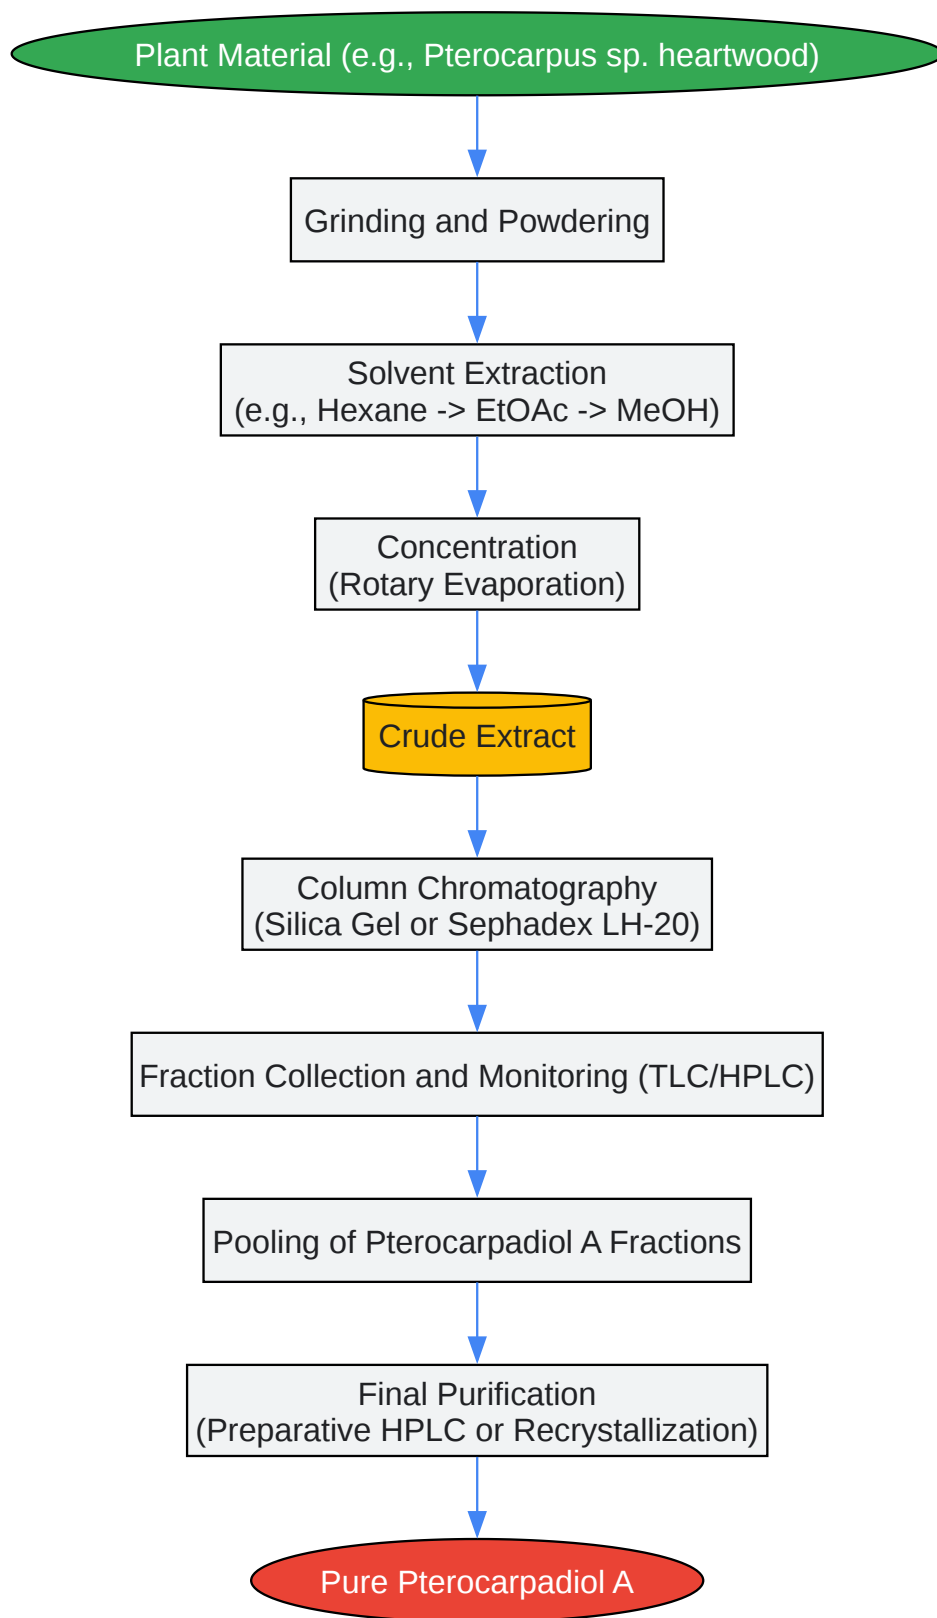 Plant Material (e.g., Pterocarpus sp. heartwood)
Grinding and Powdering
Solvent Extraction
(e.g., Hexane -> EtOAc -> MeOH)
Concentration
(Rotary Evaporation)
Crude Extract
Column Chromatography
(Silica Gel or Sephadex LH-20)
Fraction Collection and Monitoring (TLC/HPLC)
Pooling of Pterocarpadiol A Fractions
Final Purification
(Preparative HPLC or Recrystallization)
Pure Pterocarpadiol A